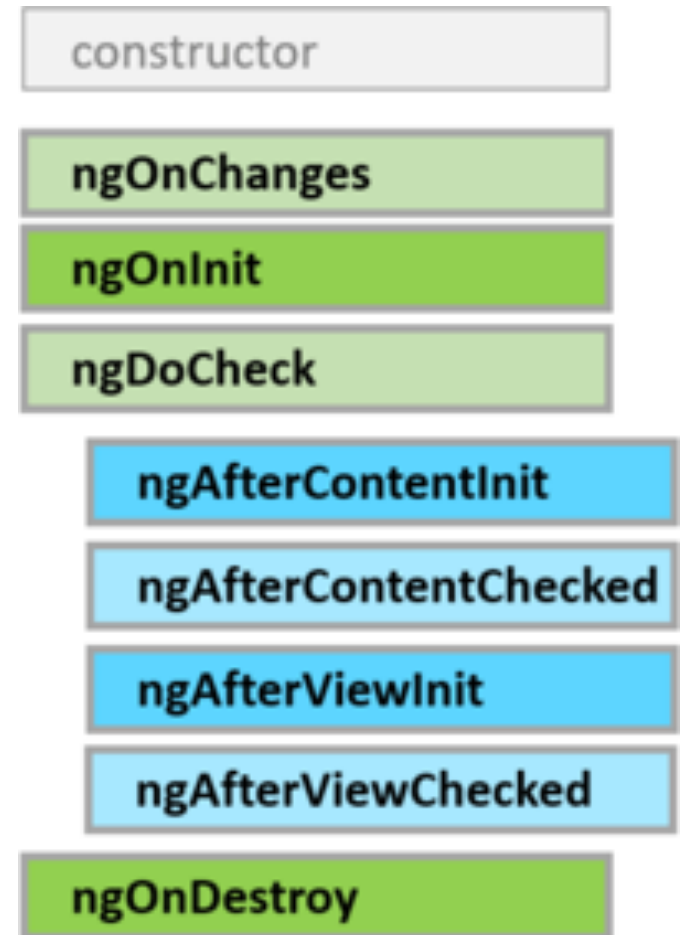 constructor
ngOnChanges
ngOnInit
ngDoCheck
ngAfterContentInit
ngAfterContentChecked
ngAfterViewInit
ngAfterViewChecked
ngOnDestroy